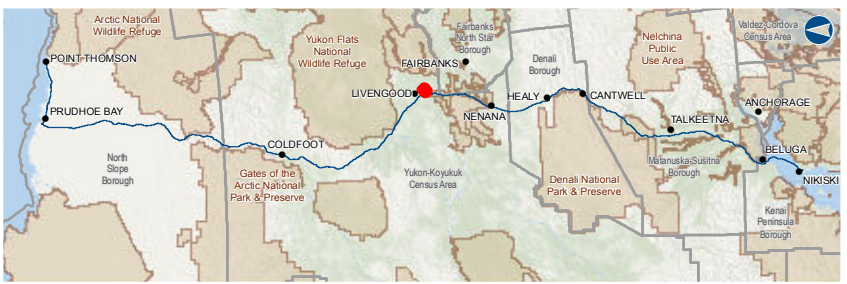 Arctic National
Wildlife Refuge
POINT THOMSON
PRUDHOE BAY
North
Slope
Borough
COLDFOOT
Gates of the
Arctic National
Park & Preserve
Yukon Flats
National
Wildlife Refuge
LIVENGOOD
FAIRBANKS
Fairbanks
North Star
Borough
Yukon-Koyukuk
Census Area
NENANA
HEALY
Denali
Borough
CANTWELL
Denali National
Park & Preserve
Nelchina
Public
Use Area
TALKEETNA
Matanuska-Susitna
Borough
Valdez-Cordova
Census Area
ANCHORAGE
BELUGA
NIKISKI
Kenai
Peninsula
Borough